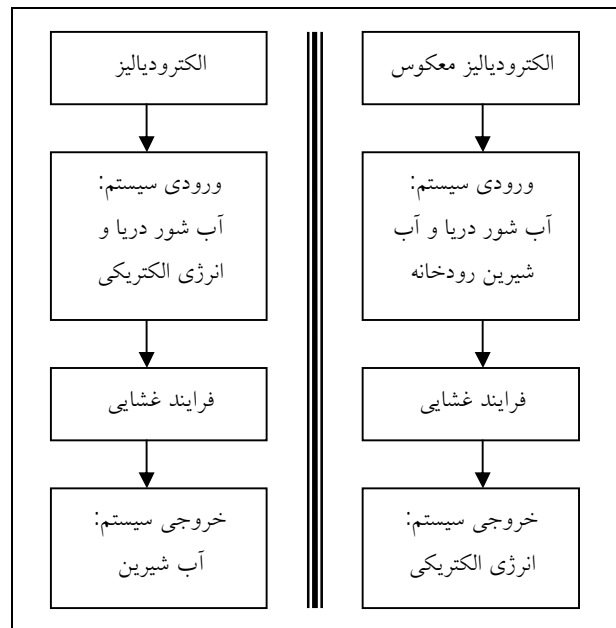 الکترودیالیز معکوس
ورودی سیستم:
آب شور دریا و آب
شیرین رودخانه
فرایند غشایی
خروجی سیستم:
انرژی الکتریکی
الکترودیالیز
ورودی سیستم:
آب شور دریا و
انرژی الکتریکی
فرایند غشایی
خروجی سیستم:
آب شیرین